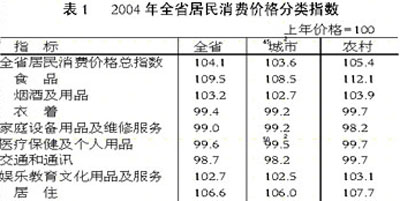 表1 2004年全省居民消费价格分类指数
上年价格=100
指 标 全省 城市 农村
全省居民消费价格总指数 104.1 103.6 105.4
食 品 109.5 108.5 112.1
烟酒及用品 103.2 102.7 103.9
衣 着 99.4 99.2 99.7
家庭设备用品及维修服务 99.0 99.2 98.2
医疗保健及个人用品 99.6 99.5 99.7
交通和通讯 98.7 98.2 99.7
娱乐教育文化用品及服务 102.7 102.5 103.1
居 住 106.6 106.0 107.7